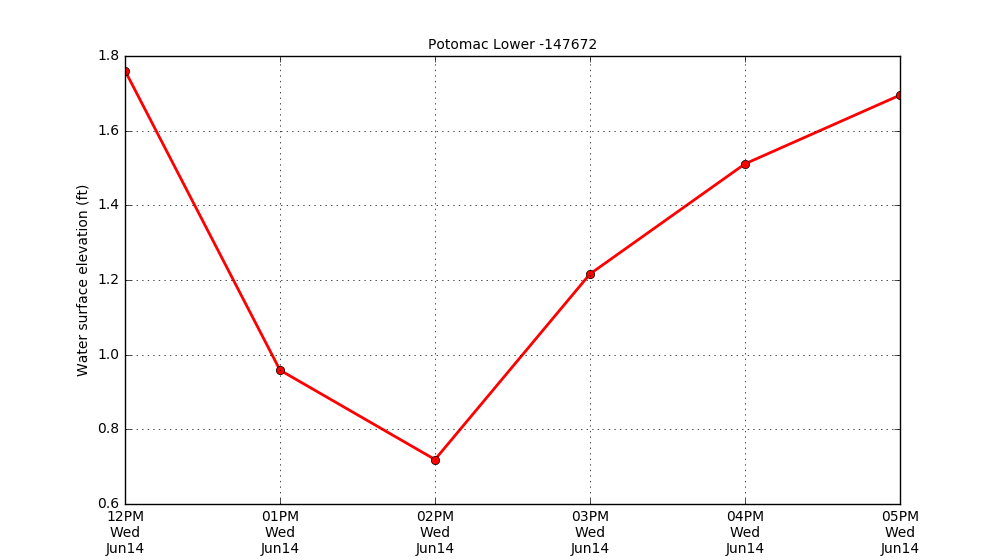 Potomac Lower -147672
1.8
1.6
1.4
1.2
1.0
0.8
0.6
Water surface elevation (ft)
12PM 01PM 02PM 03PM 04PM 05PM
Wed Wed Wed Wed Wed Wed
Jun14 Jun14 Jun14 Jun14 Jun14 Jun14